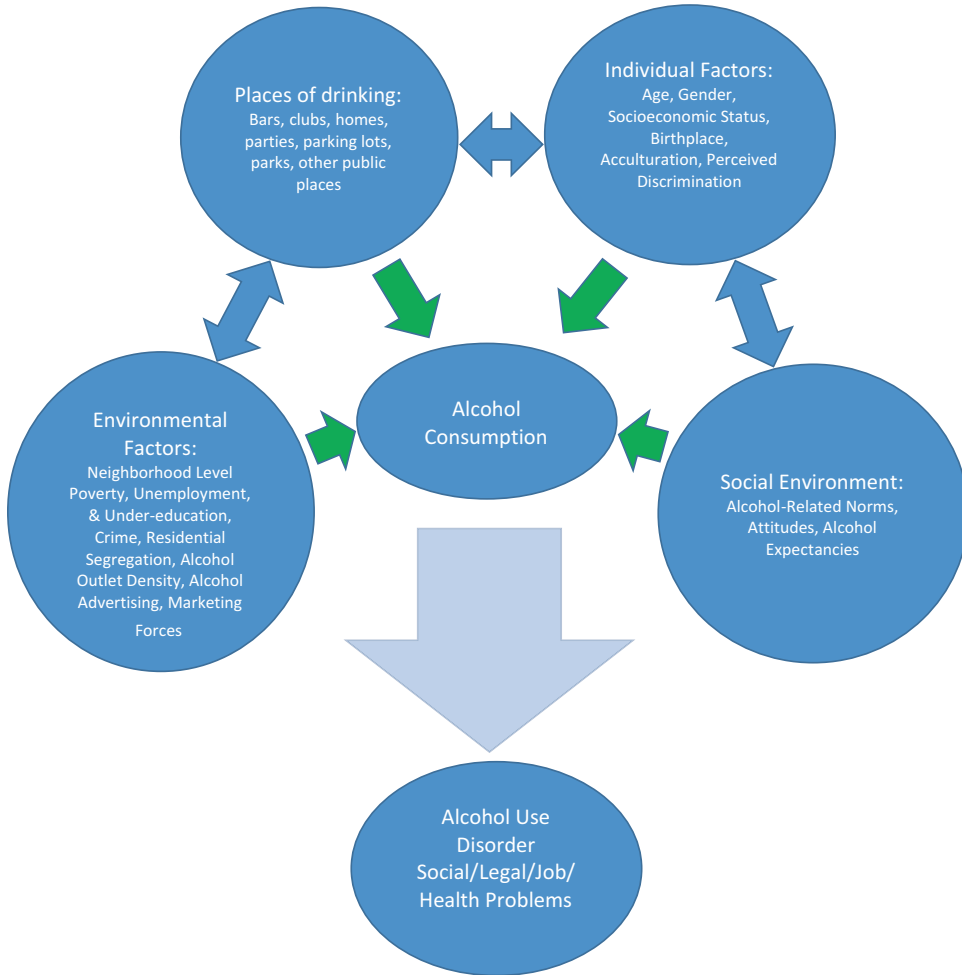 Places of drinking:
Bars, clubs, homes,
parties, parking lots,
parks, other public
places
Individual Factors:
Age, Gender,
Socioeconomic Status,
Birthplace,
Acculturation, Perceived
Discrimination
Environmental
Factors:
Neighborhood Level
Poverty, Unemployment,
& Under-education,
Crime, Residential
Segregation, Alcohol
Outlet Density, Alcohol
Advertising, Marketing
Forces
Alcohol
Consumption
Social Environment:
Alcohol-Related Norms,
Attitudes, Alcohol
Expectancies
Alcohol Use
Disorder
Social/Legal/Job/
Health Problems